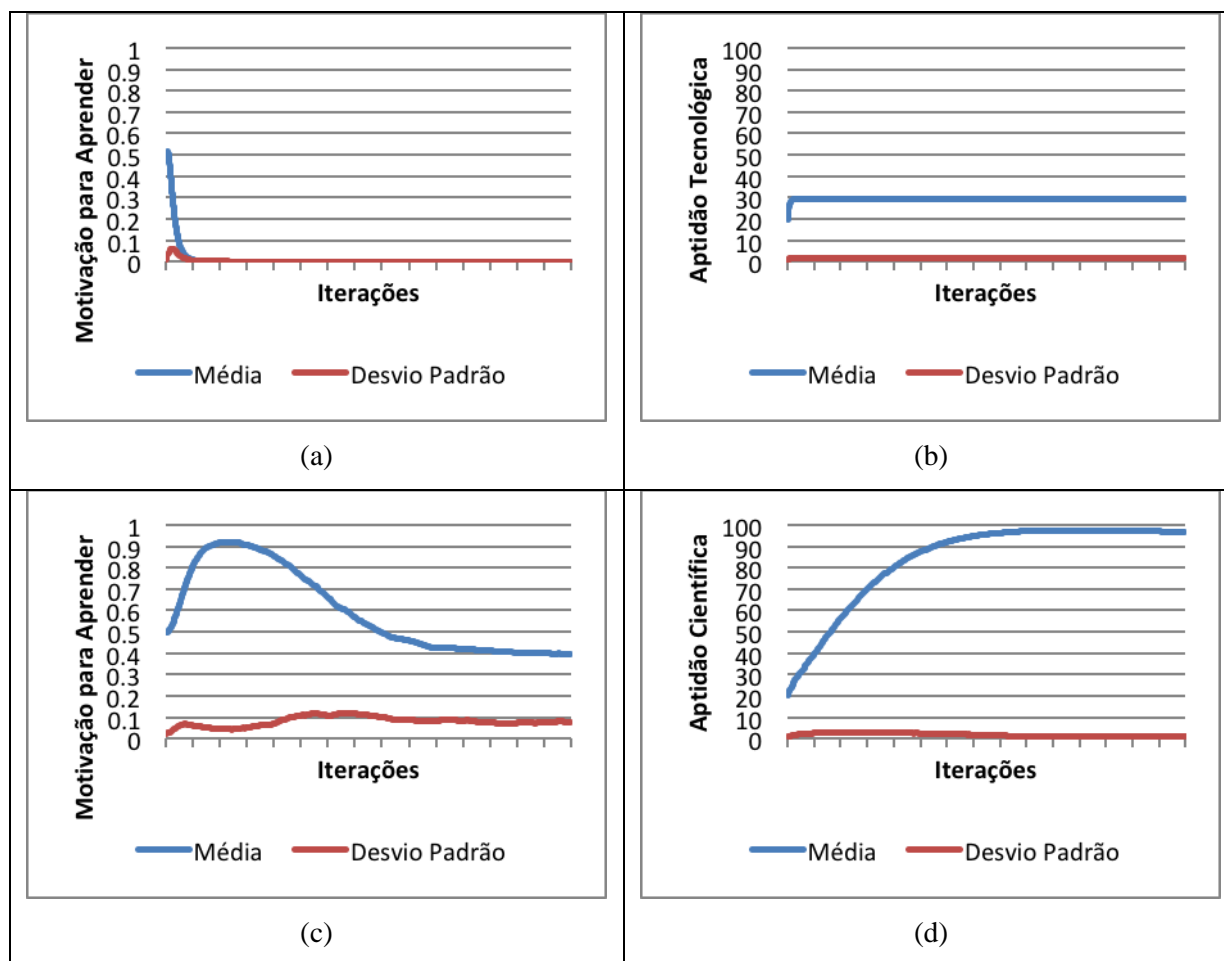 Motivação para Aprender
1
0.9
0.8
0.7
0.6
0.5
0.4
0.3
0.2
0.1
0
Iterações
Média Desvio Padrão
(a)
Aptidão Tecnológica
100
90
80
70
60
50
40
30
20
10
0
Iterações
Média Desvio Padrão
(b)
Motivação para Aprender
1
0.9
0.8
0.7
0.6
0.5
0.4
0.3
0.2
0.1
0
Iterações
Média Desvio Padrão
(c)
Aptidão Científica
100
90
80
70
60
50
40
30
20
10
0
Iterações
Média Desvio Padrão
(d)